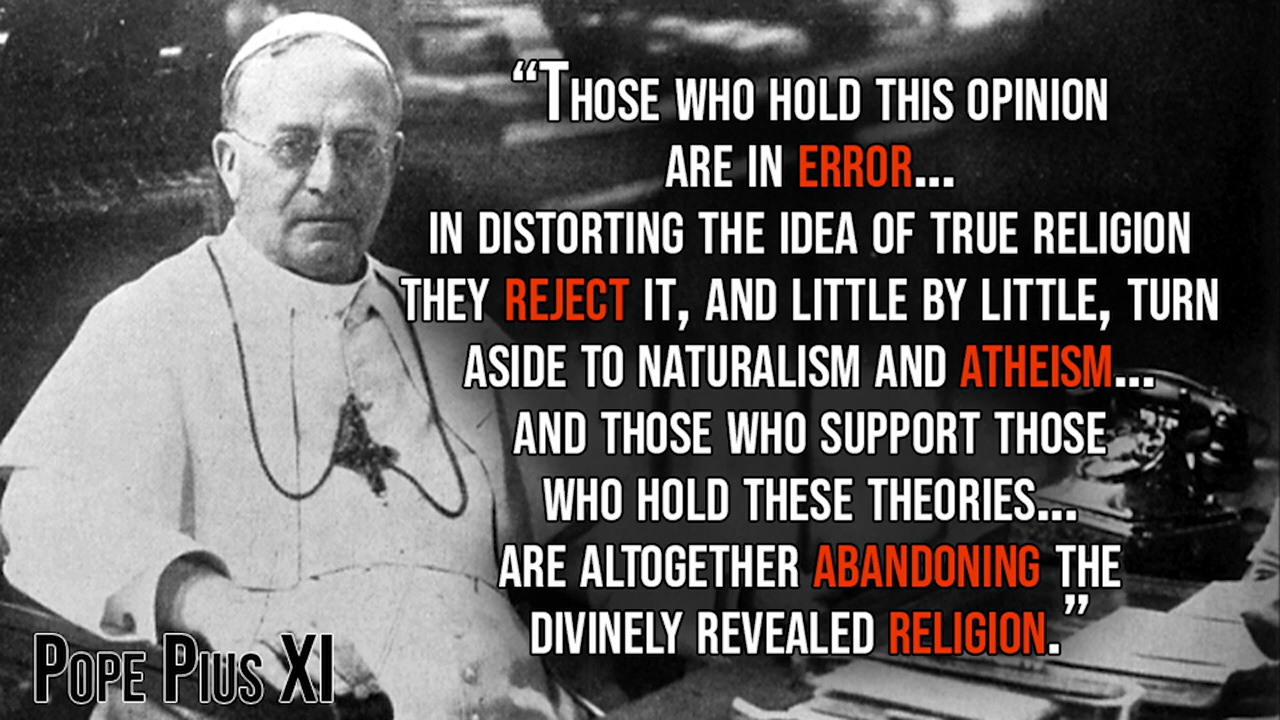 “Those who hold this opinion
are in error...
in distorting the idea of true religion
they reject it, and little by little, turn
aside to naturalism and atheism...
and those who support those
who hold these theories...
are altogether abandoning the
divinely revealed religion.”
Pope Pius XI